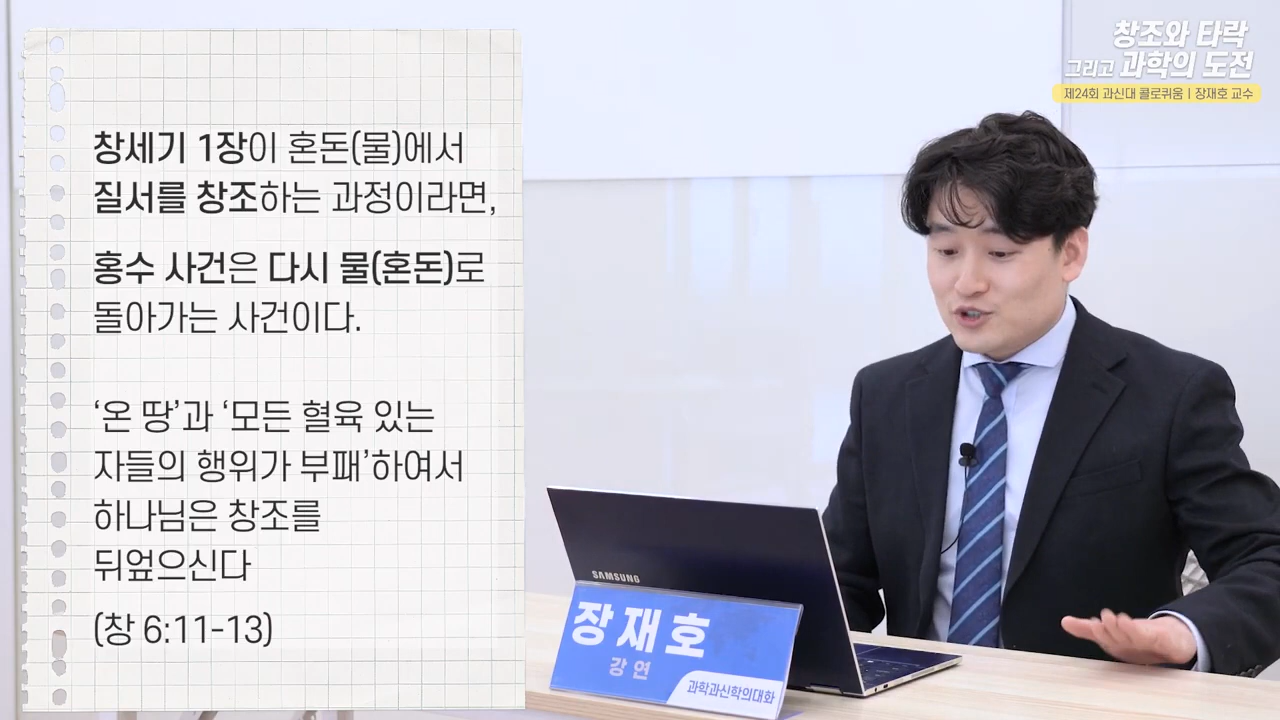 창세기 1장이 혼돈(물)에서
질서를 창조하는 과정이라면,
홍수 사건은 다시 물(혼돈)로
돌아가는 사건이다.
‘온 땅’과 ‘모든 혈육 있는
자들의 행위가 부패’하여서
하나님은 창조를
뒤엎으신다
(창 6:11-13)
창조와 타락
그리고 과학의 도전
제24회 과신대 콜로퀴움 | 장재호 교수
SAMSUNG
장재호
강연
과학과신학의대화